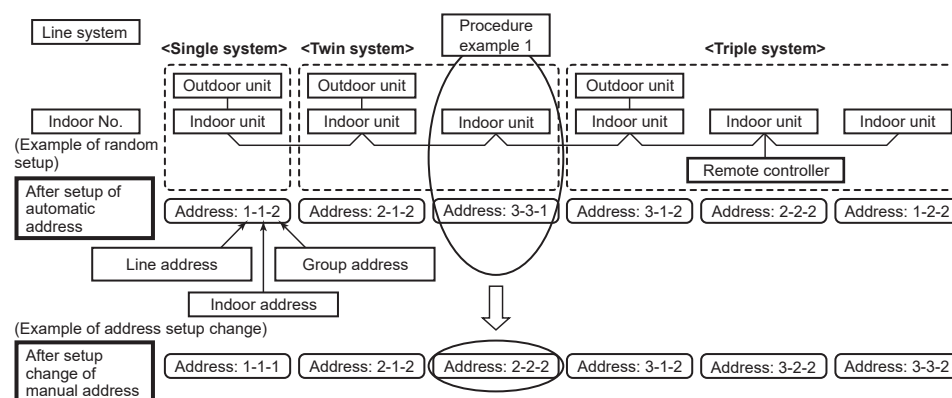 Line system
Procedure
example 1
<Single system>
<Twin system>
<Triple system>
Outdoor unit
Outdoor unit
Outdoor unit
Indoor No.
Indoor unit
Indoor unit
Indoor unit
Indoor unit
Indoor unit
Indoor unit
(Example of random
setup)
Remote controller
After setup of
automatic
address
Address: 1-1-2
Address: 2-1-2
Address: 3-3-1
Address: 3-1-2
Address: 2-2-2
Address: 1-2-2
Line address
Group address
Indoor address
(Example of address setup change)
After setup
change of
manual address
Address: 1-1-1
Address: 2-1-2
Address: 2-2-2
Address: 3-1-2
Address: 3-2-2
Address: 3-3-2